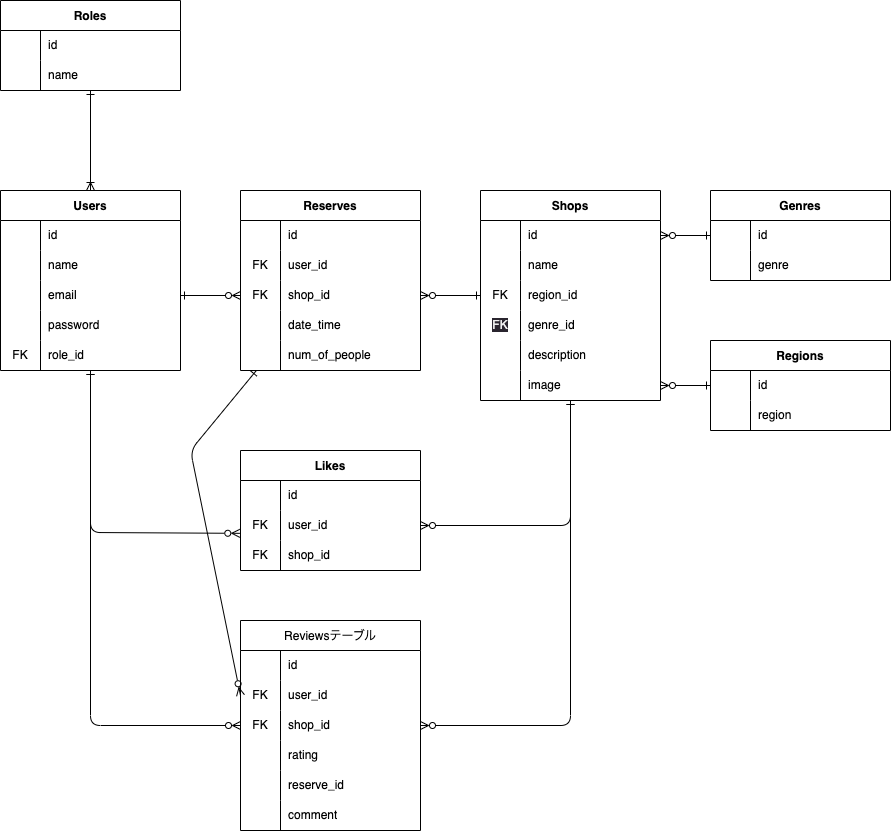 Roles
id
name
Users
id
name
email
password
FK role_id
Reserves
id
FK user_id
FK shop_id
date_time
num_of_people
Shops
id
name
FK region_id
FK genre_id
description
image
Genres
id
genre
Regions
id
region
Likes
id
FK user_id
FK shop_id
Reviewsテーブル
id
FK user_id
FK shop_id
rating
reserve_id
comment